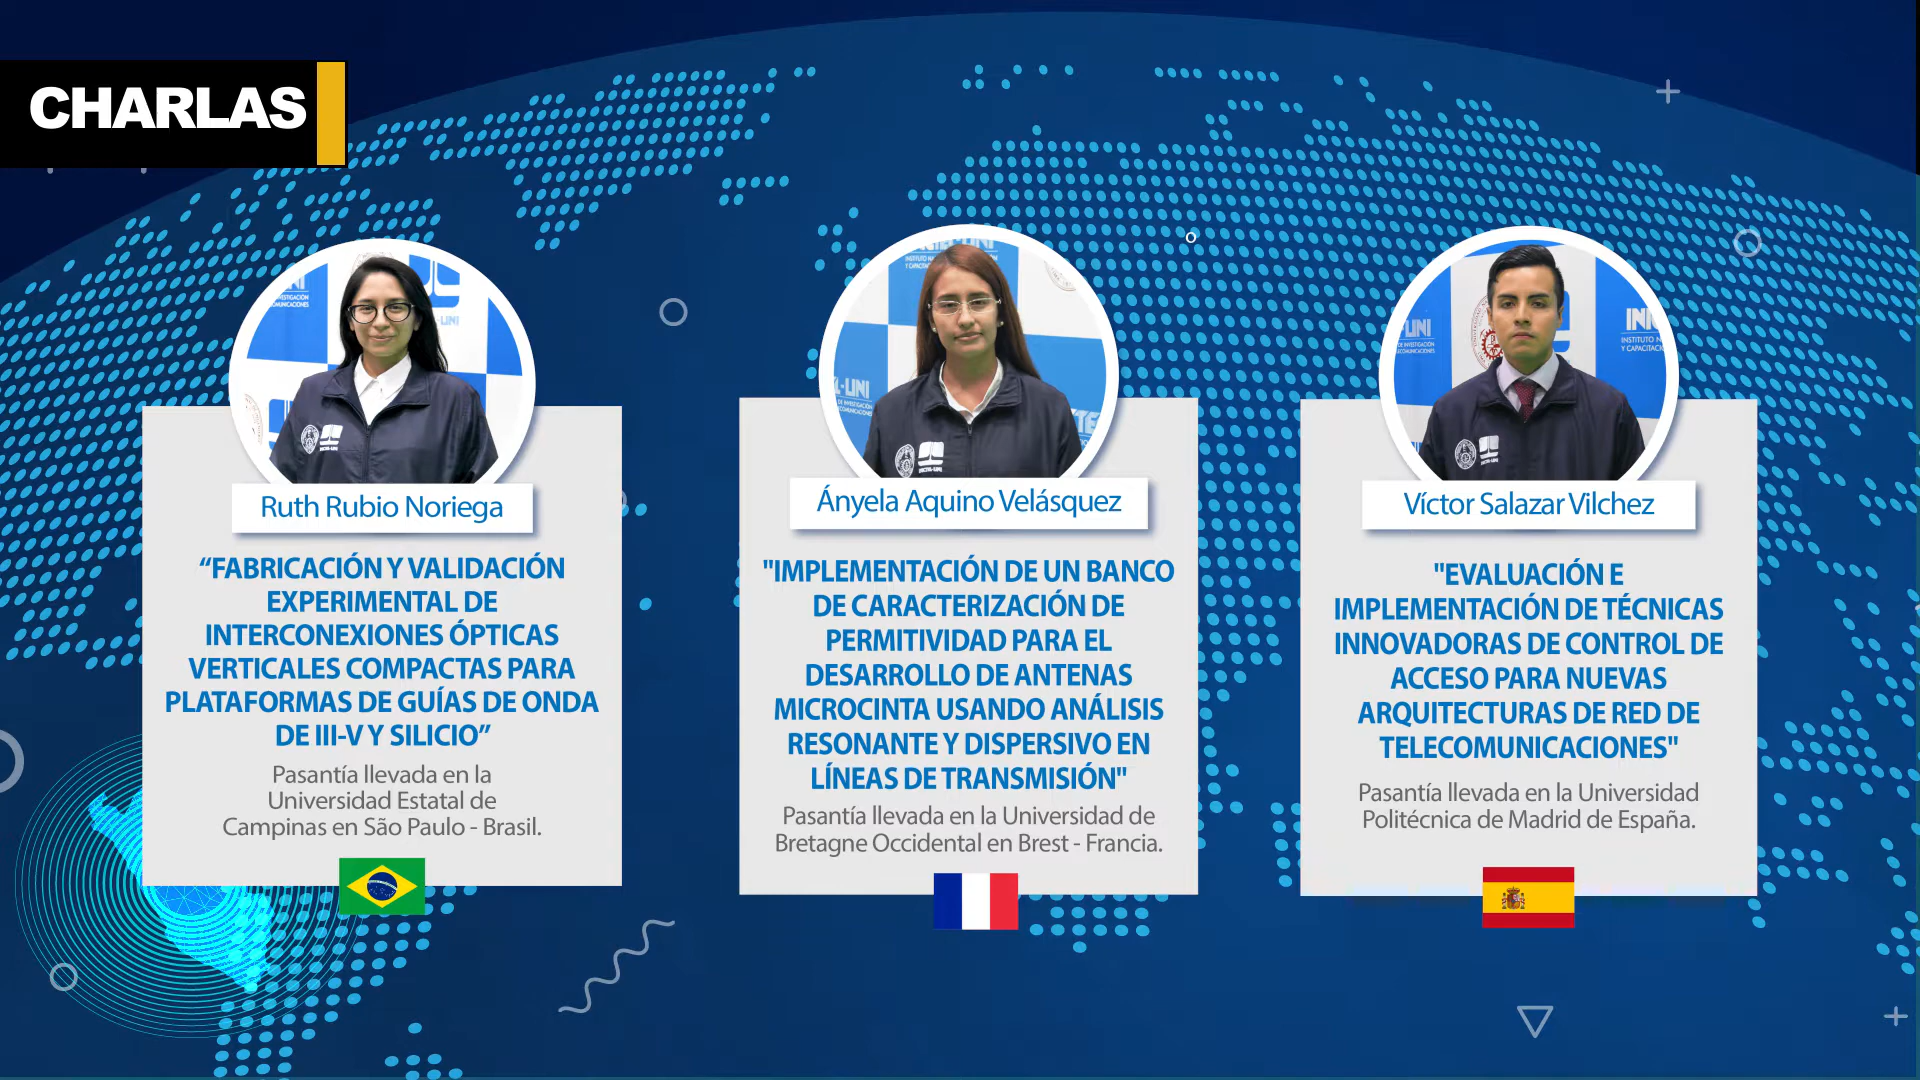 CHARLAS
Ruth Rubio Noriega
“FABRICACIÓN Y VALIDACIÓN
EXPERIMENTAL DE
INTERCONEXIONES ÓPTICAS
VERTICALES COMPACTAS PARA
PLATAFORMAS DE GUÍAS DE ONDA
DE III-V Y SILICIO”
Pasantía llevada en la
Universidad Estatal de
Campinas en São Paulo - Brasil.
Ányela Aquino Velásquez
"IMPLEMENTACIÓN DE UN BANCO
DE CARACTERIZACIÓN DE
PERMITIVIDAD PARA EL
DESARROLLO DE ANTENAS
MICROCINTA USANDO ANÁLISIS
RESONANTE Y DISPERSIVO EN
LÍNEAS DE TRANSMISIÓN"
Pasantía llevada en la Universidad de
Bretagne Occidental en Brest - Francia.
Víctor Salazar Vilchez
"EVALUACIÓN E
IMPLEMENTACIÓN DE TÉCNICAS
INNOVADORAS DE CONTROL DE
ACCESO PARA NUEVAS
ARQUITECTURAS DE RED DE
TELECOMUNICACIONES"
Pasantía llevada en la Universidad
Politécnica de Madrid de España.